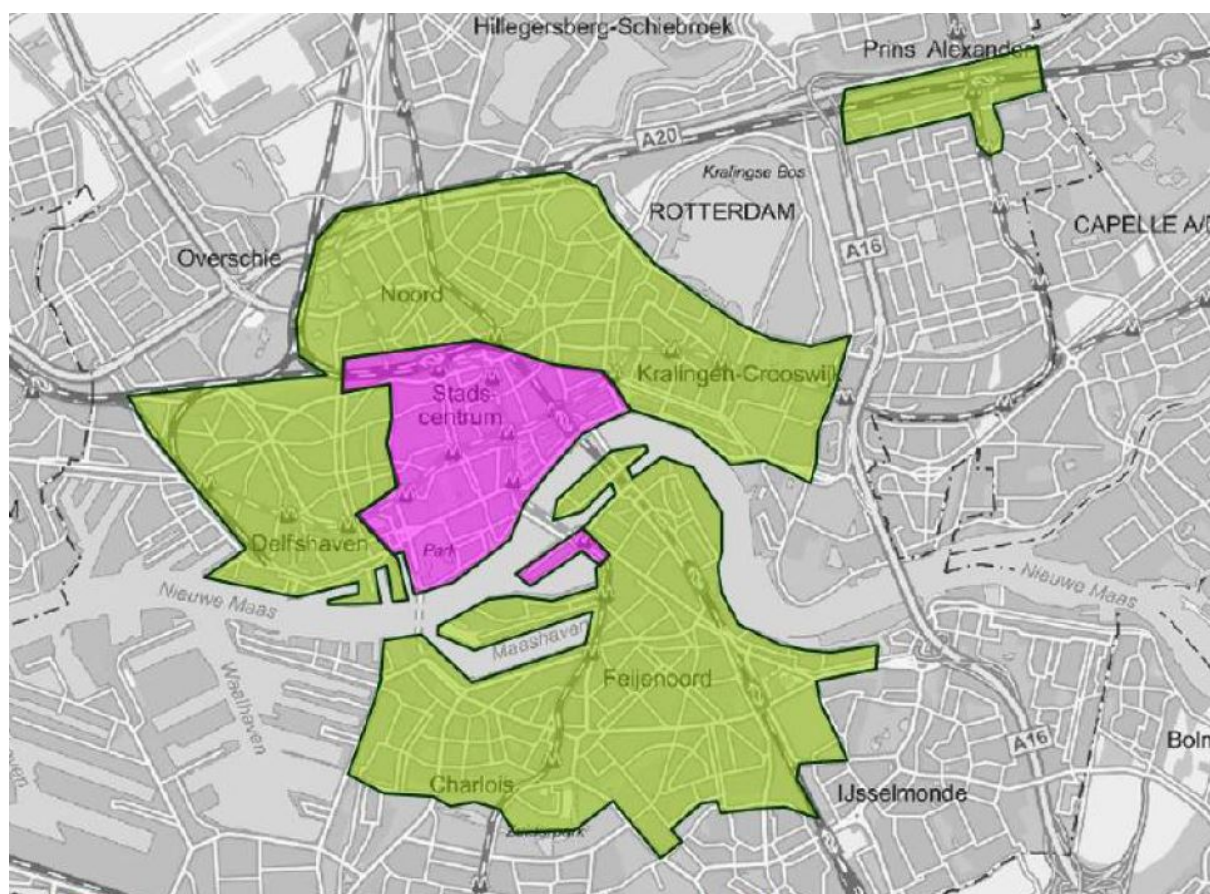 Hillegersberg-Schiebroek
Prins Alexander
A20
Kralingse Bos
ROTTERDAM
CAPELLE A/D
Overschie
A16
Noord
Kralingen-Crooswijk
Stads-
centrum
Delfshaven
Park
Nieuwe Maas
Nieuwe Maas
Maashaven
Waalhaven
Feijenoord
A16
Charlois
IJsselmonde
Zuiderpark